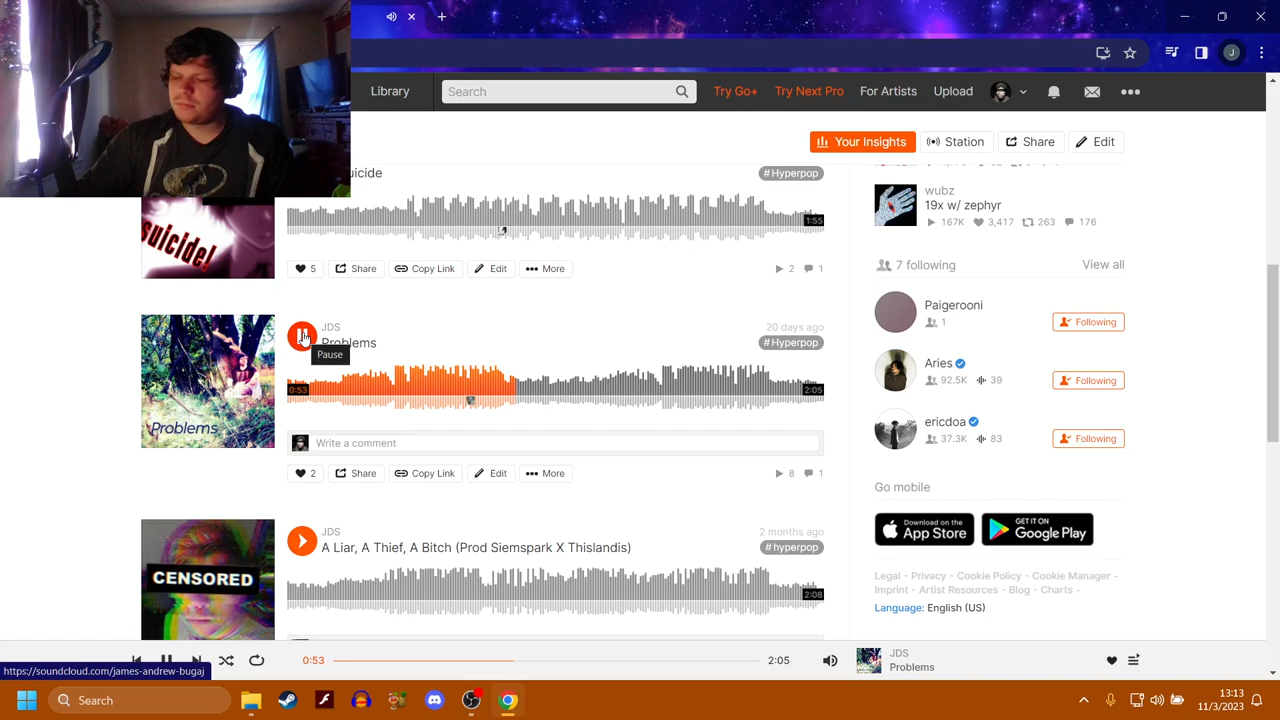 Library
Search
Try Go+
Try Next Pro
For Artists
Upload
J
Your Insights
Station
Share
Edit
uicide
# Hyperpop
suicide!
1:55
5
Share
Copy Link
Edit
More
2
1
JDS
20 days ago
Problems
# Hyperpop
Pause
0:53
2:05
Problems
Write a comment
2
Share
Copy Link
Edit
More
8
1
JDS
2 months ago
A Liar, A Thief, A Bitch (Prod Siemspark X Thislandis)
# hyperpop
CENSORED
2:08
wubz
19x w/ zephyr
167K 3,417 263 176
7 following
View all
Paigerooni
1
Following
Aries
92.5K 39
Following
ericdoa
37.3K 83
Following
Go mobile
Download on the
App Store
GET IT ON
Google Play
Legal - Privacy - Cookie Policy - Cookie Manager -
Imprint - Artist Resources - Blog - Charts -
Language: English (US)
0:53
2:05
JDS
Problems
https://soundcloud.com/james-andrew-bugaj
Search
13:13
11/3/2023